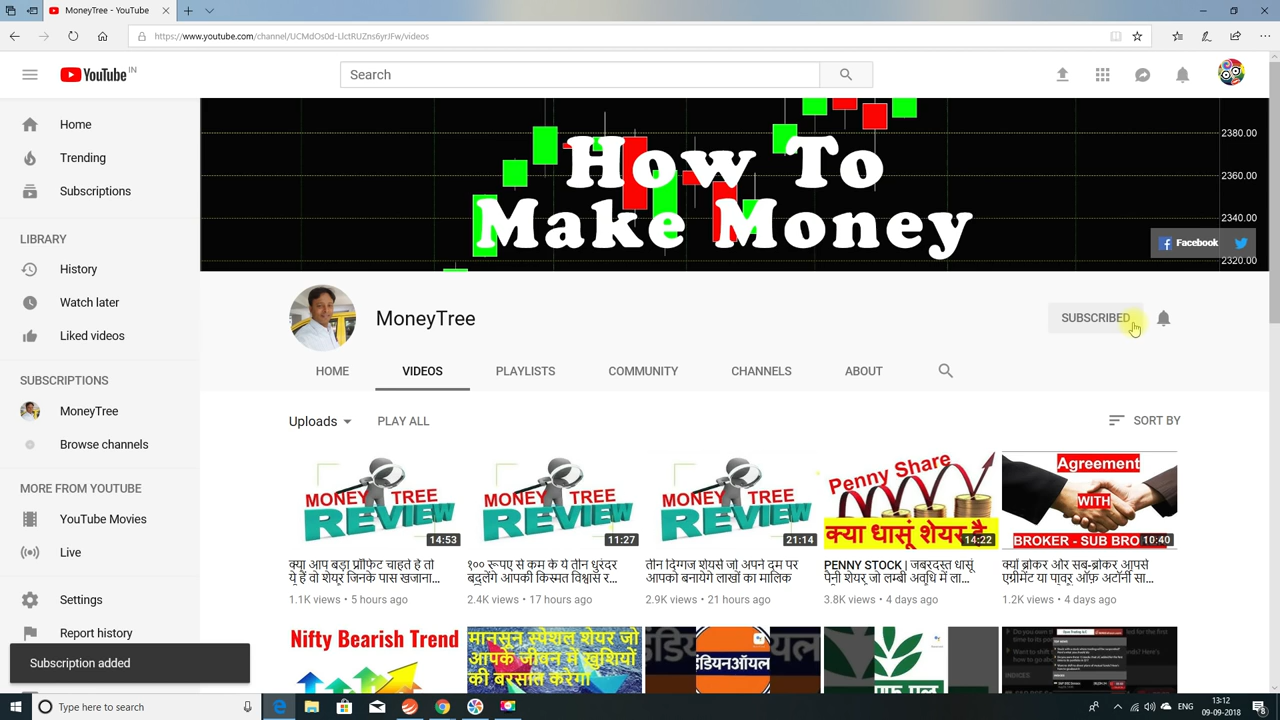 MoneyTree - YouTube
https://www.youtube.com/channel/UCMdOs0d-LlctRUZns6yrJFw/videos
YouTube IN
Search
Home
Trending
Subscriptions
LIBRARY
History
Watch later
Liked videos
SUBSCRIPTIONS
MoneyTree
Browse channels
MORE FROM YOUTUBE
YouTube Movies
Live
Settings
Report history
2380.00
2360.00
2340.00
2320.00
How To
Make Money
Facebook
MoneyTree
SUBSCRIBED
HOME VIDEOS PLAYLISTS COMMUNITY CHANNELS ABOUT
Uploads PLAY ALL SORT BY
MONEY TREE
REVIEW
14:53
क्या आप बड़ा प्रॉफिट चाहते है तो
ये है वो शेयर जिनके पास खजाना...
1.1K views • 5 hours ago
MONEY TREE
REVIEW
11:27
१०० रूपए से कम के ये तीन धुरंदर
बदलेंगे आपकी किस्मत विश्वास र...
2.4K views • 17 hours ago
MONEY TREE
REVIEW
21:14
तीन दिग्गज शेयर्स जो अपने दम पर
आपको बनायेगे लाखों का मालिक
2.9K views • 21 hours ago
Penny Share
क्या धासूं शेयर है
14:22
PENNY STOCK | जबरदस्त धासूं
पेनी शेयर जो लम्बी अवधि में ला...
3.8K views • 4 days ago
Agreement
WITH
BROKER - SUB BRO
10:40
क्यों ब्रोकर और सब-ब्रोकर आपसे
एग्रीमेंट या पावर ऑफ़ अटॉर्नी सा...
1.2K views • 4 days ago
Nifty Baarish Trend
मानसून स्पेशल शेयर जो
INDICES
Type here to search
ENG
13:12
09-09-2018
8